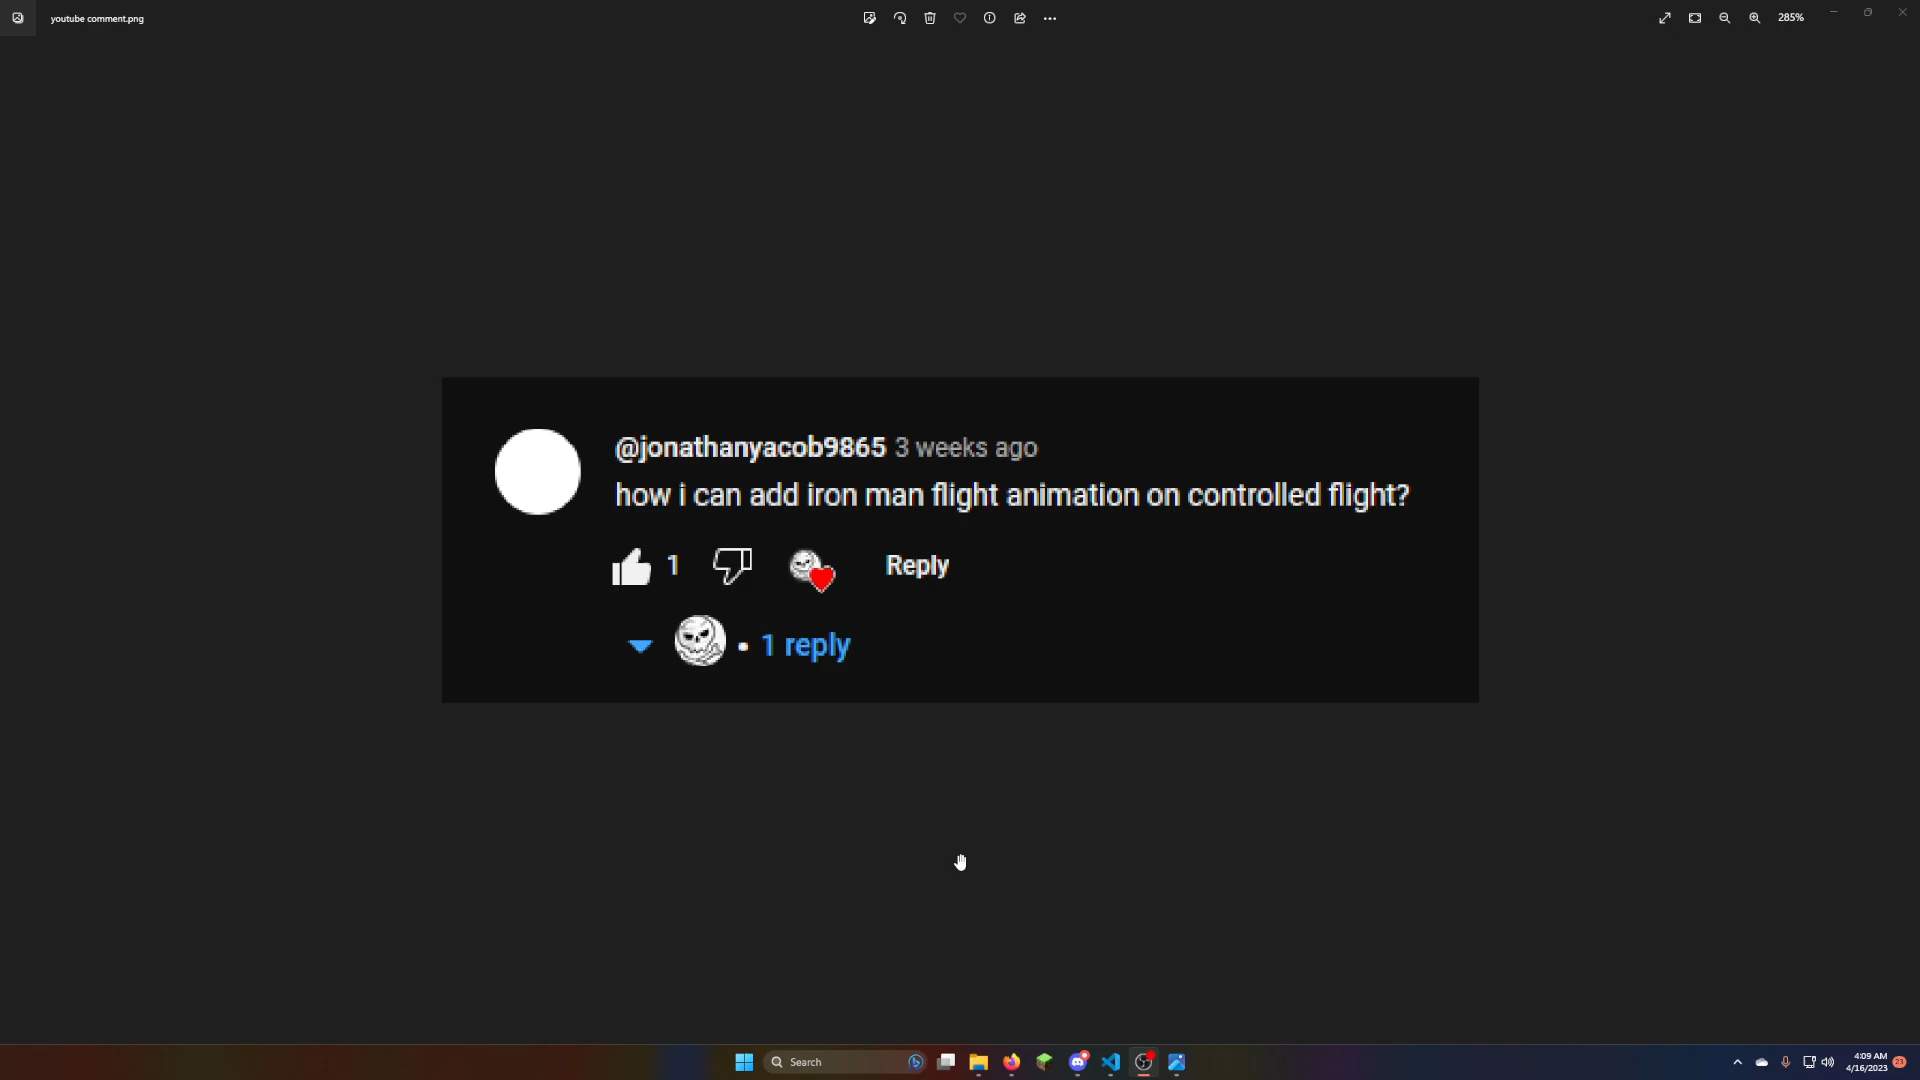 youtube comment.png
285%
@jonathanyacob9865 3 weeks ago
how i can add iron man flight animation on controlled flight?
1
Reply
• 1 reply
Search
4:09 AM
4/16/2023
23